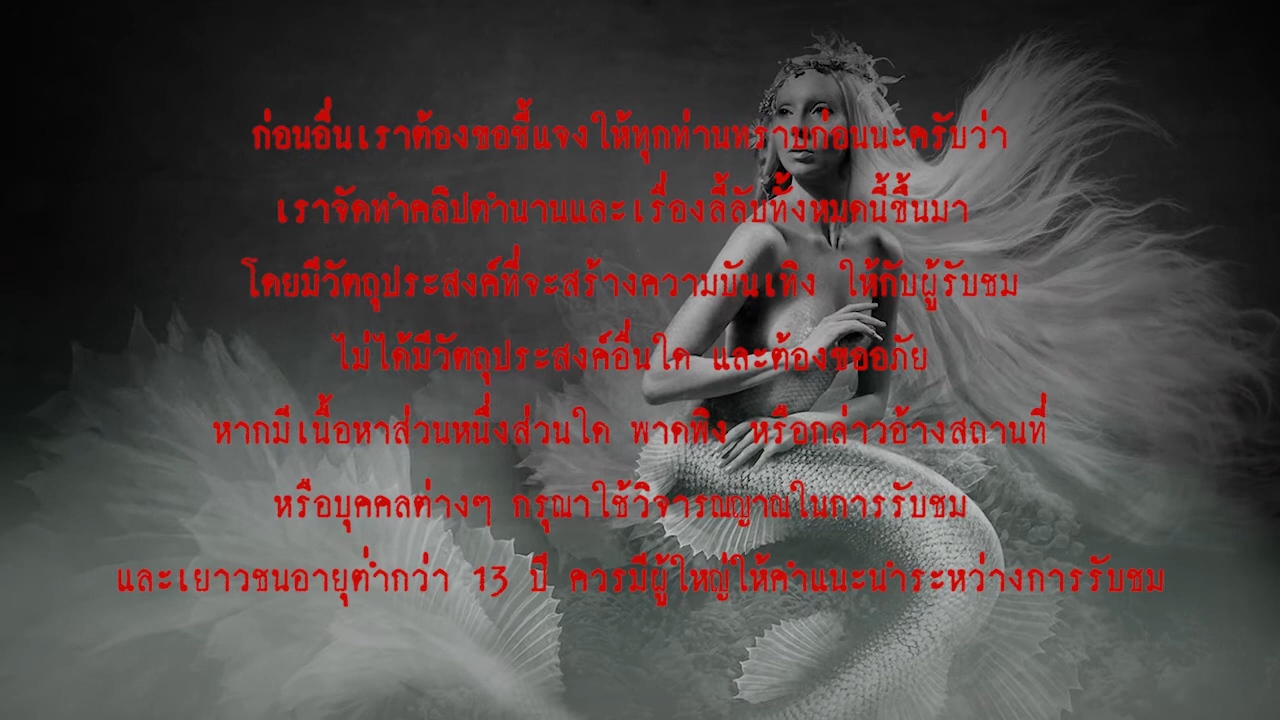 ก่อนอื่นเราต้องขอชี้แจงให้ทุกท่านทราบก่อนนะครับว่า
เราจัดทำคลิปตำนานและเรื่องลี้ลับทั้งหมดนี้ขึ้นมา
โดยมีวัตถุประสงค์ที่จะสร้างความบันเทิง ให้กับผู้รับชม
ไม่ได้มีวัตถุประสงค์อื่นใด และต้องขออภัย
หากมีเนื้อหาส่วนหนึ่งส่วนใด พาดพิง หรือกล่าวอ้างสถานที่
หรือบุคคลต่างๆ กรุณาใช้วิจารณญาณในการรับชม
และเยาวชนอายุต่ำกว่า 13 ปี ควรมีผู้ใหญ่ให้คำแนะนำระหว่างการรับชม